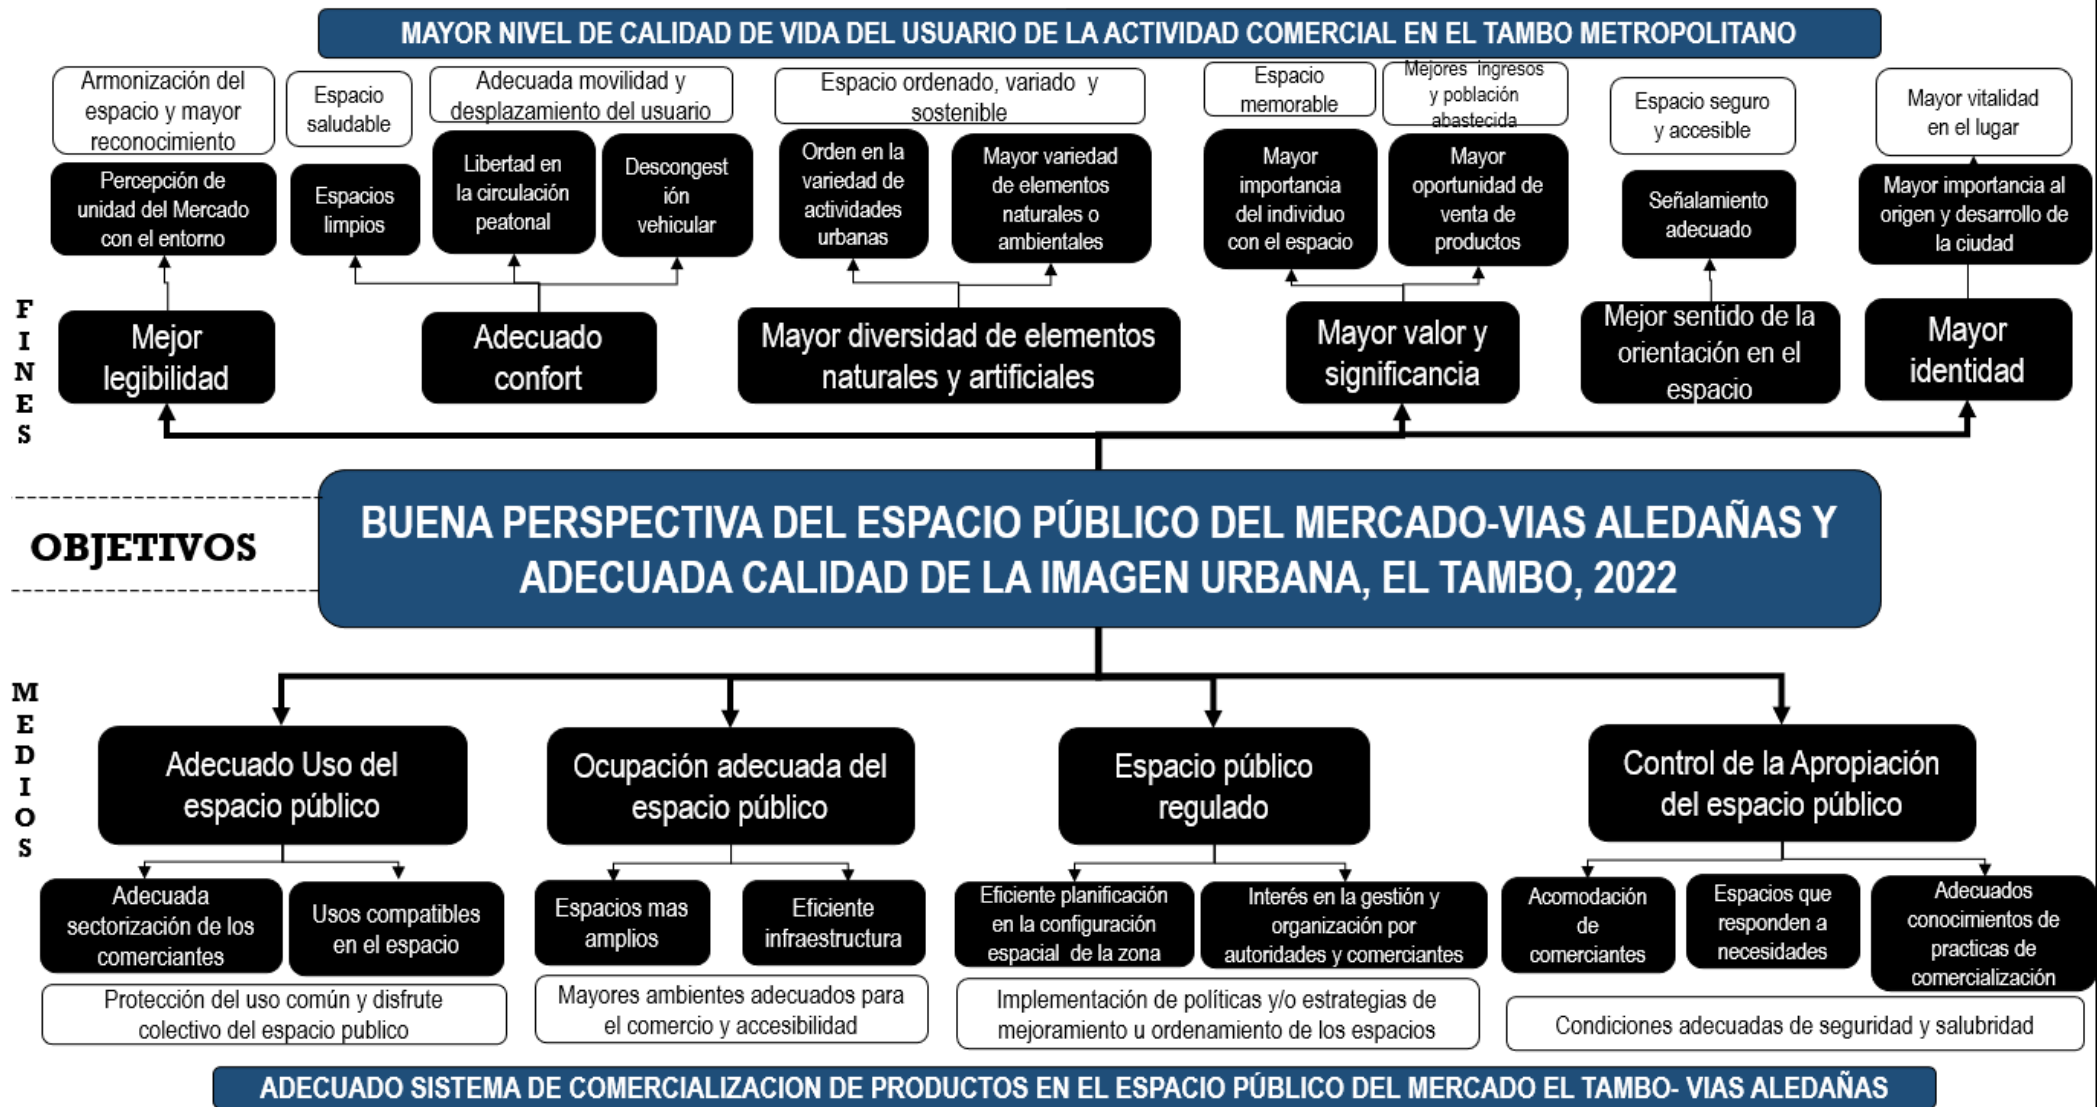 MAYOR NIVEL DE CALIDAD DE VIDA DEL USUARIO DE LA ACTIVIDAD COMERCIAL EN EL TAMBO METROPOLITANO
Armonización del
espacio y mayor
reconocimiento
Espacio
saludable
Adecuada movilidad y
desplazamiento del usuario
Espacio ordenado, variado y
sostenible
Espacio
memorable
Mejores ingresos
y población
abastecida
Espacio seguro
y accesible
Mayor vitalidad
en el lugar
Percepción de
unidad del Mercado
con el entorno
Espacios
limpios
Libertad en
la circulación
peatonal
Descongest
ión
vehicular
Orden en la
variedad de
actividades
urbanas
Mayor variedad
de elementos
naturales o
ambientales
Mayor
importancia
del individuo
con el espacio
Mayor
oportunidad de
venta de
productos
Señalamiento
adecuado
Mayor importancia al
origen y desarrollo de
la ciudad
FINES
Mejor
legibilidad
Adecuado
confort
Mayor diversidad de elementos
naturales y artificiales
Mayor valor y
significancia
Mejor sentido de la
orientación en el
espacio
Mayor
identidad
OBJETIVOS
BUENA PERSPECTIVA DEL ESPACIO PÚBLICO DEL MERCADO-VIAS ALEDAÑAS Y
ADECUADA CALIDAD DE LA IMAGEN URBANA, EL TAMBO, 2022
MEDIOS
Adecuado Uso del
espacio público
Ocupación adecuada del
espacio público
Espacio público
regulado
Control de la Apropiación
del espacio público
Adecuada
sectorización de los
comerciantes
Usos compatibles
en el espacio
Espacios mas
amplios
Eficiente
infraestructura
Eficiente planificación
en la configuración
espacial de la zona
Interés en la gestión y
organización por
autoridades y comerciantes
Acomodación
de
comerciantes
Espacios que
responden a
necesidades
Adecuados
conocimientos de
practicas de
comercialización
Protección del uso común y disfrute
colectivo del espacio publico
Mayores ambientes adecuados para
el comercio y accesibilidad
Implementación de políticas y/o estrategias de
mejoramiento u ordenamiento de los espacios
Condiciones adecuadas de seguridad y salubridad
ADECUADO SISTEMA DE COMERCIALIZACION DE PRODUCTOS EN EL ESPACIO PÚBLICO DEL MERCADO EL TAMBO- VIAS ALEDAÑAS